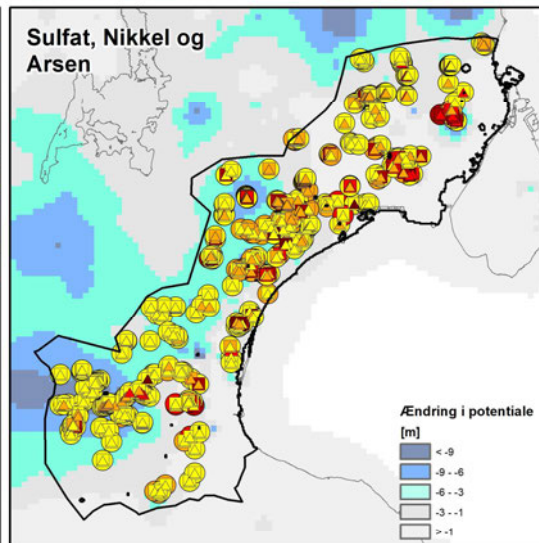 Sulfat, Nikkel og
Arsen
Ændring i potentiale
[m]
< -9
-9 - -6
-6 - -3
-3 - -1
> -1